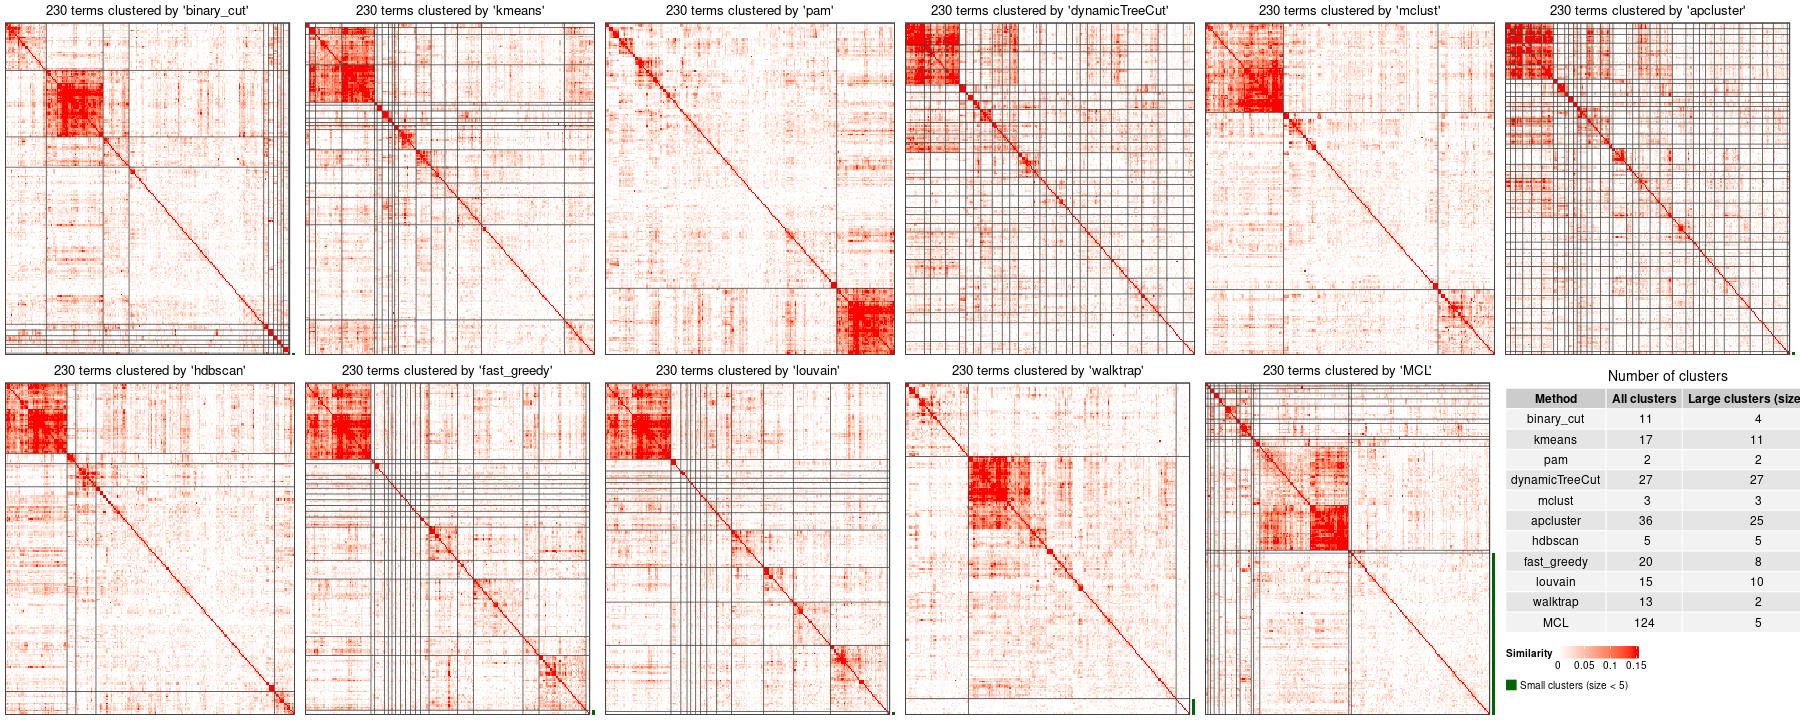 230 terms clustered by 'binary_cut'
230 terms clustered by 'kmeans'
230 terms clustered by 'pam'
230 terms clustered by 'dynamicTreeCut'
230 terms clustered by 'mclust'
230 terms clustered by 'apcluster'
230 terms clustered by 'hdbscan'
230 terms clustered by 'fast_greedy'
230 terms clustered by 'louvain'
230 terms clustered by 'walktrap'
230 terms clustered by 'MCL'
Number of clusters
Method All clusters Large clusters (size
binary_cut 11 4
kmeans 17 11
pam 2 2
dynamicTreeCut 27 27
mclust 3 3
apcluster 36 25
hdbscan 5 5
fast_greedy 20 8
louvain 15 10
walktrap 13 2
MCL 124 5
Similarity
0 0.05 0.1 0.15
Small clusters (size < 5)